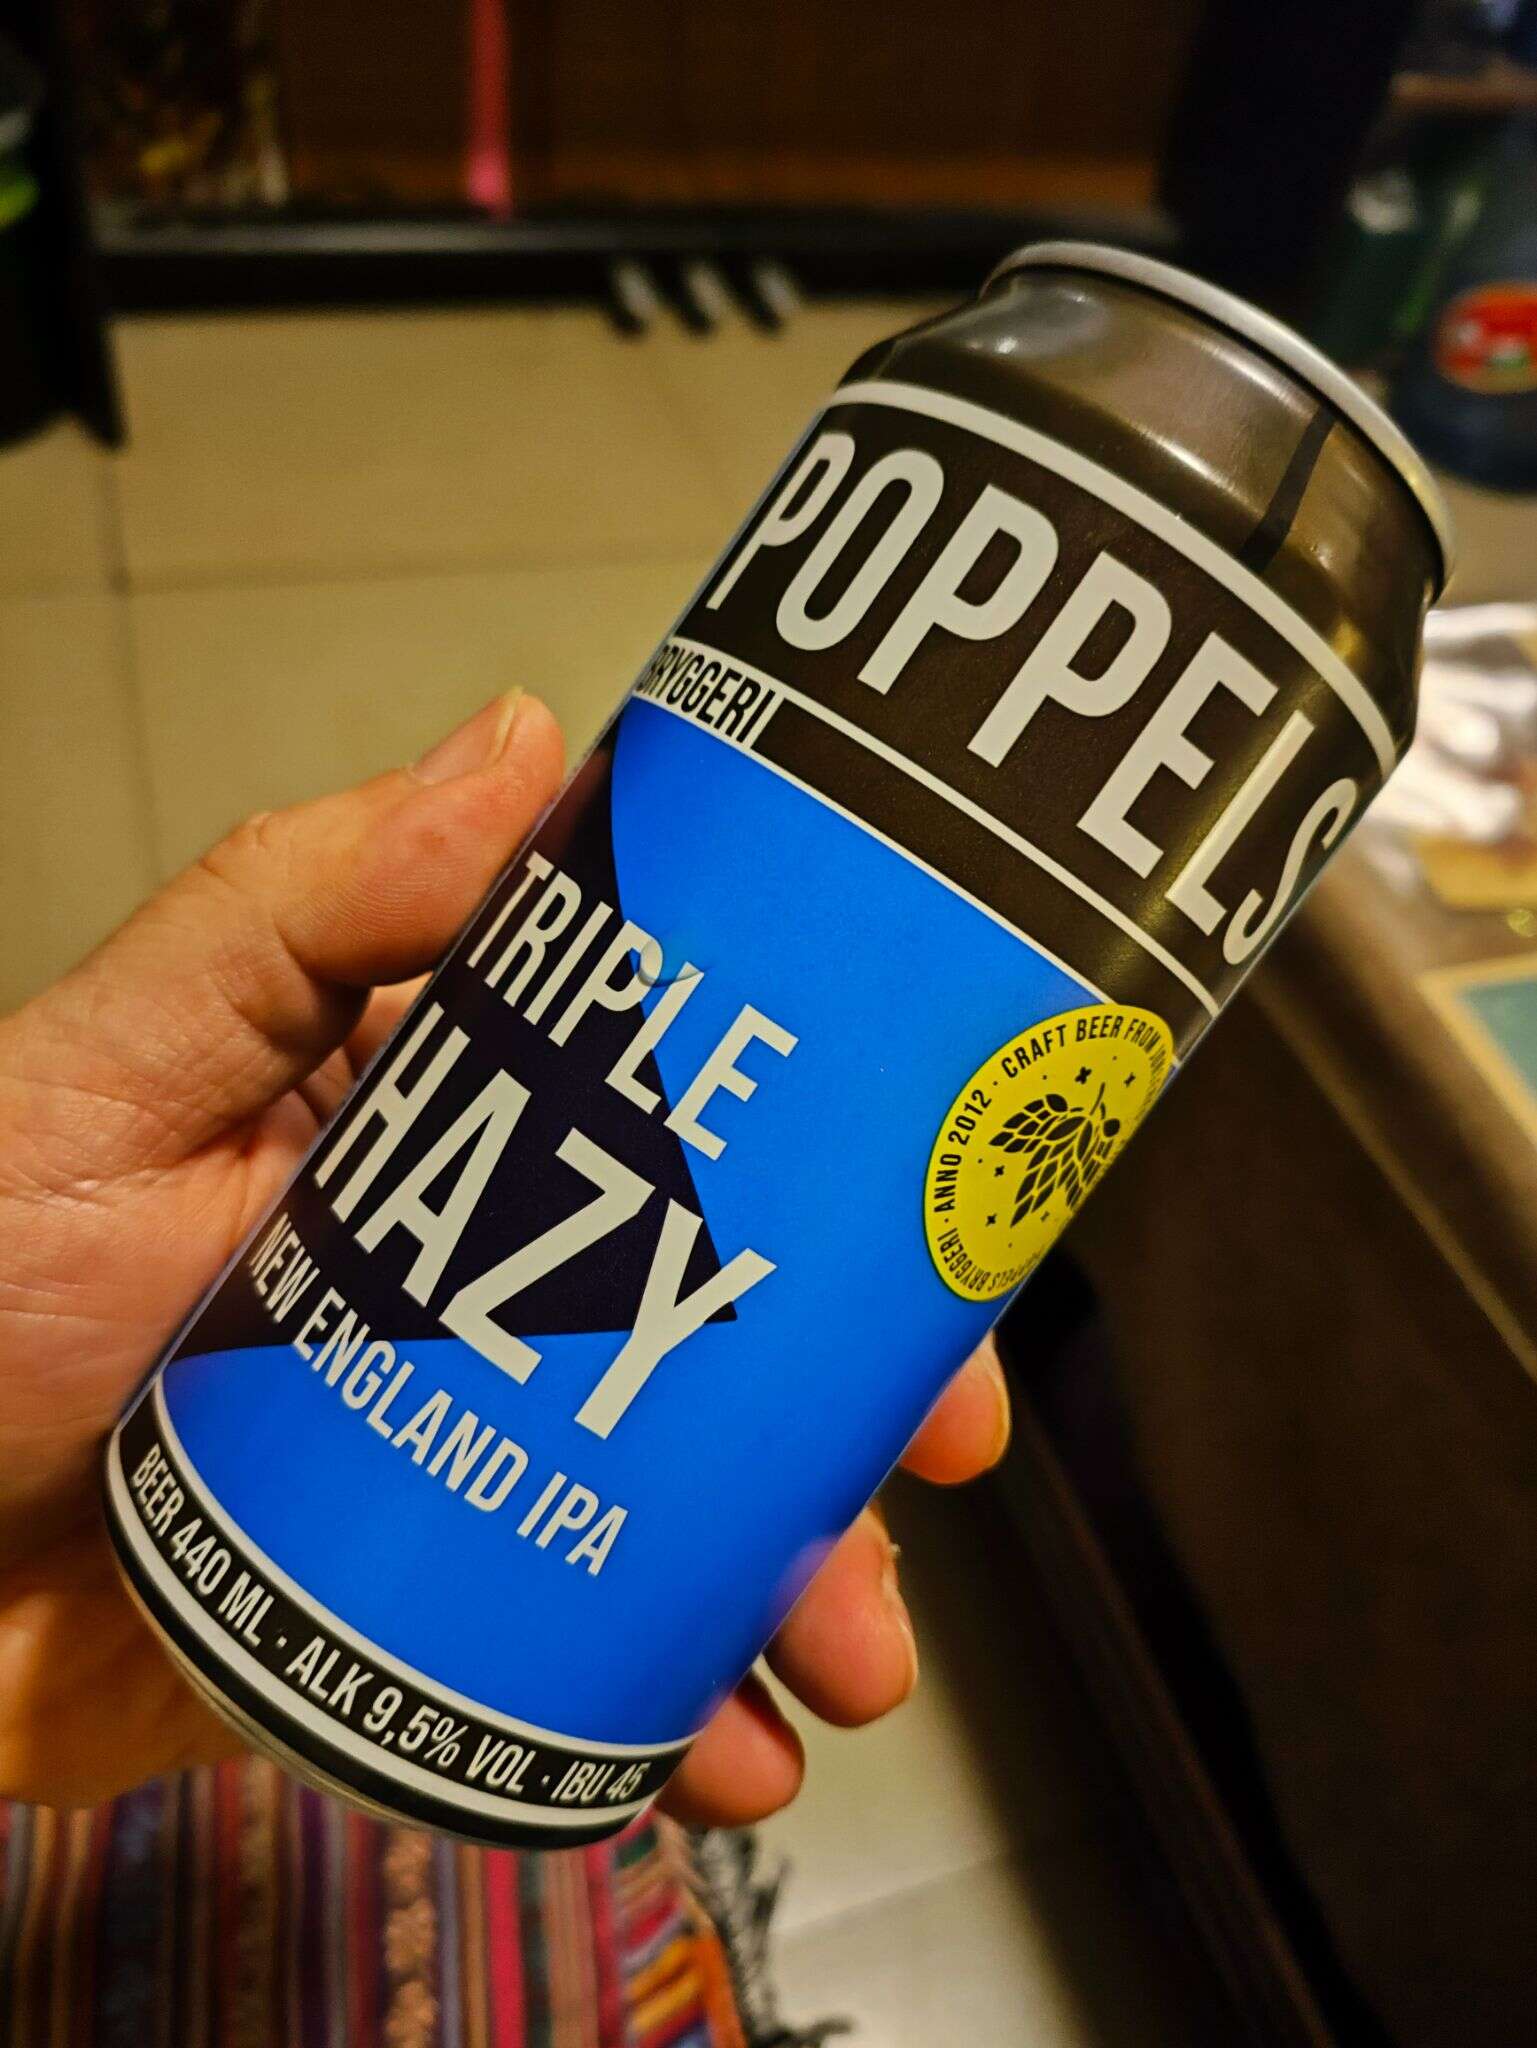 POPPELS
BRYGGERI
TRIPLE
HAZY
NEW ENGLAND IPA
BEER 440 ML · ALK 9,5% VOL · IBU 45
BRYGGERI · ANNO 2012 · CRAFT BEER FROM